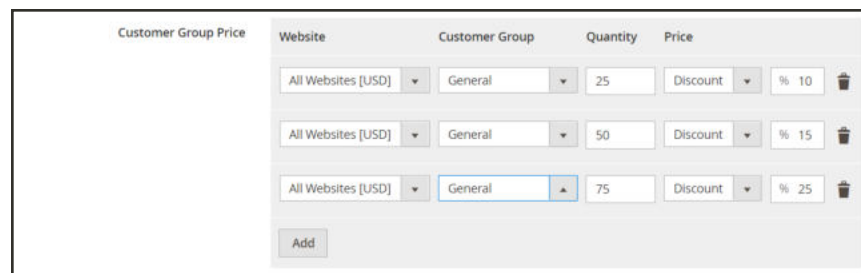 Customer Group Price Website Customer Group Quantity Price
All Websites [USD] General 25 Discount % 10
All Websites [USD] General 50 Discount % 15
All Websites [USD] General 75 Discount % 25
Add